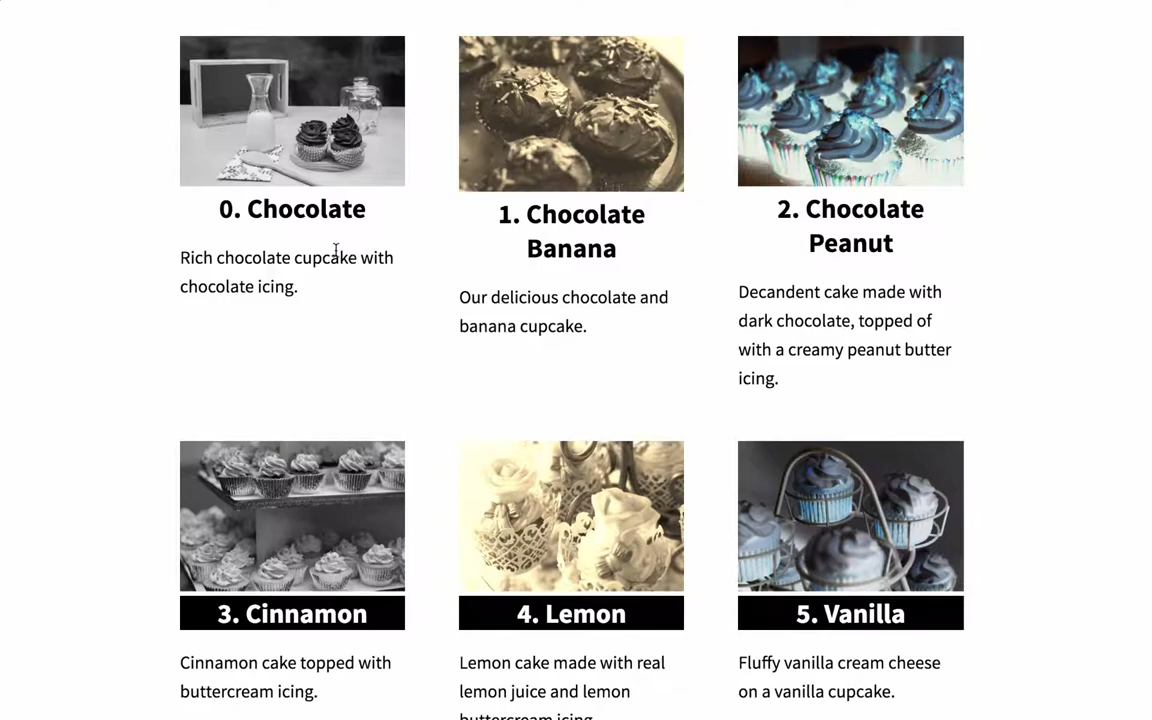 0. Chocolate
Rich chocolate cupcake with
chocolate icing.
1. Chocolate
Banana
Our delicious chocolate and
banana cupcake.
2. Chocolate
Peanut
Decandent cake made with
dark chocolate, topped of
with a creamy peanut butter
icing.
3. Cinnamon
Cinnamon cake topped with
buttercream icing.
4. Lemon
Lemon cake made with real
lemon juice and lemon
buttercream icing.
5. Vanilla
Fluffy vanilla cream cheese
on a vanilla cupcake.